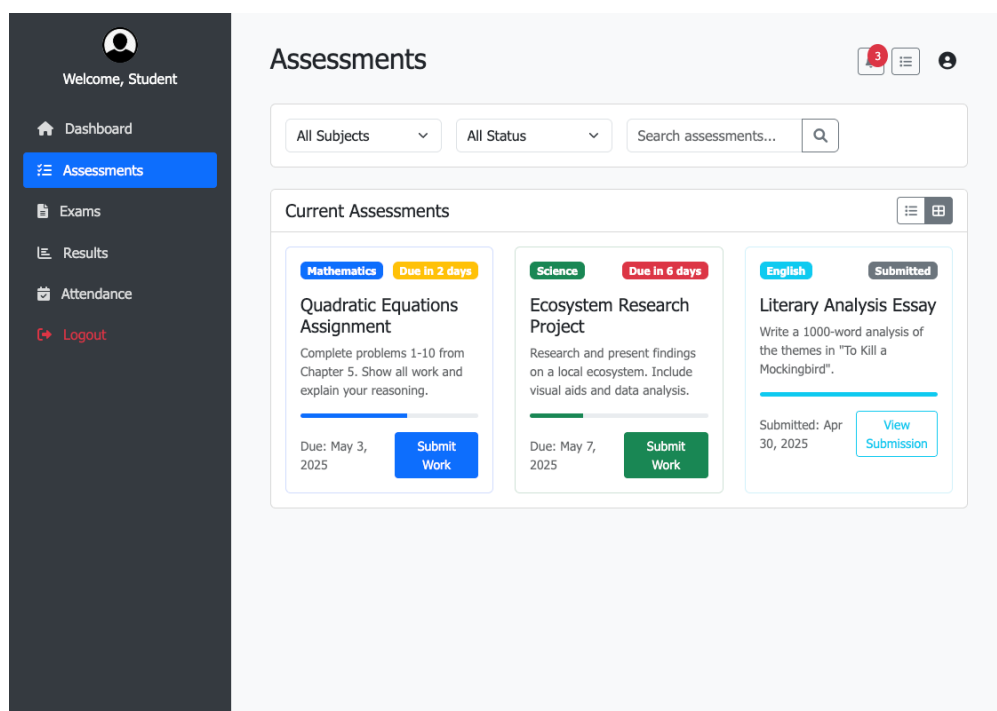 Welcome, Student
Dashboard
Assessments
Exams
Results
Attendance
Logout
Assessments
3
All Subjects
All Status
Search assessments...
Current Assessments
Mathematics
Due in 2 days
Quadratic Equations
Assignment
Complete problems 1-10 from
Chapter 5. Show all work and
explain your reasoning.
Due: May 3,
2025
Submit
Work
Science
Due in 6 days
Ecosystem Research
Project
Research and present findings
on a local ecosystem. Include
visual aids and data analysis.
Due: May 7,
2025
Submit
Work
English
Submitted
Literary Analysis Essay
Write a 1000-word analysis of
the themes in "To Kill a
Mockingbird".
Submitted: Apr
30, 2025
View
Submission